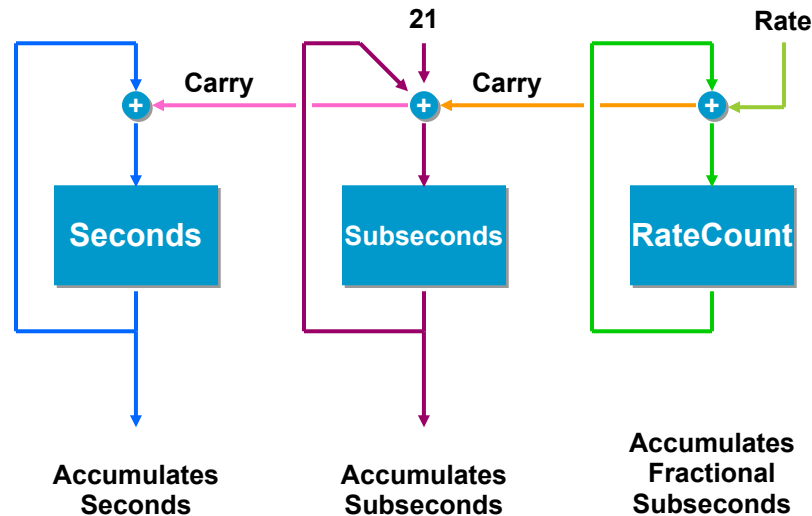 21
Rate
Carry
Carry
+
+
+
Seconds
Subseconds
RateCount
Accumulates
Seconds
Accumulates
Subseconds
Accumulates
Fractional
Subseconds